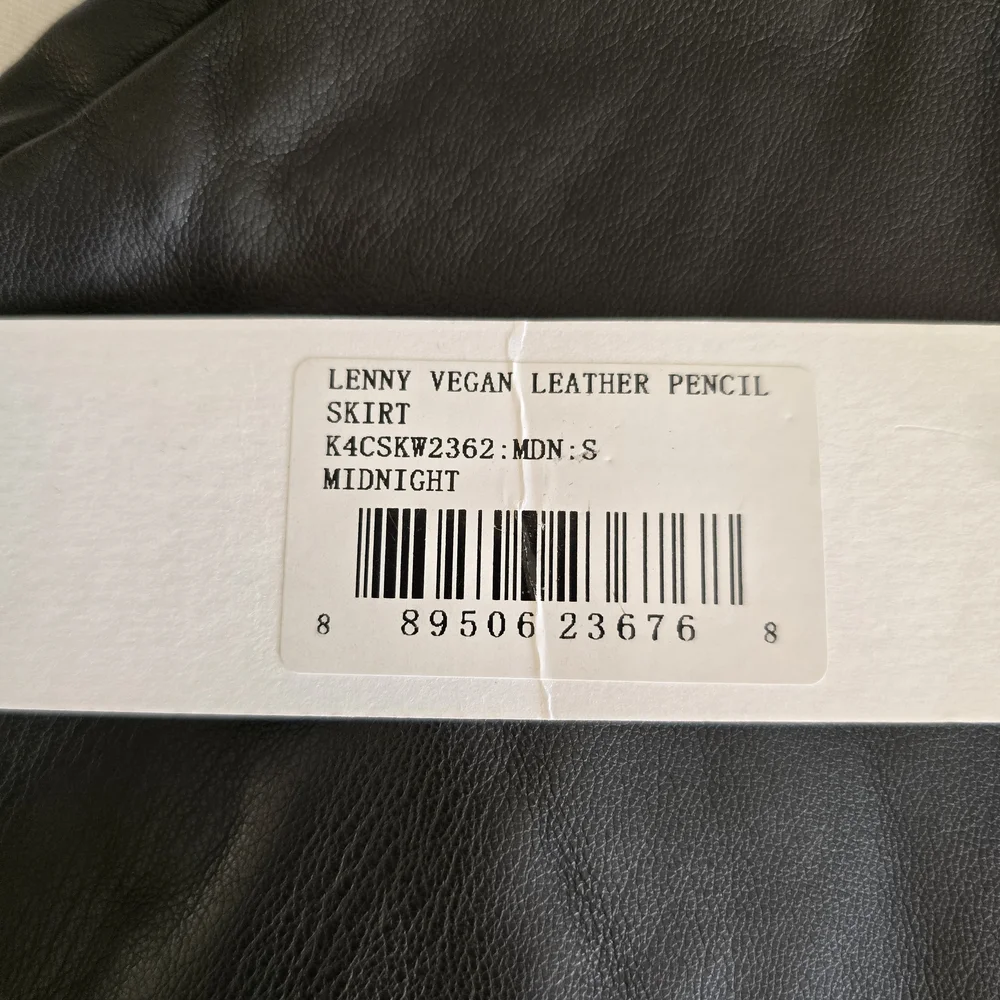 LENNY VEGAN LEATHER PENCIL
SKIRT
K4CSKW2362:MDN:S
MIDNIGHT
8 89506 23676 8